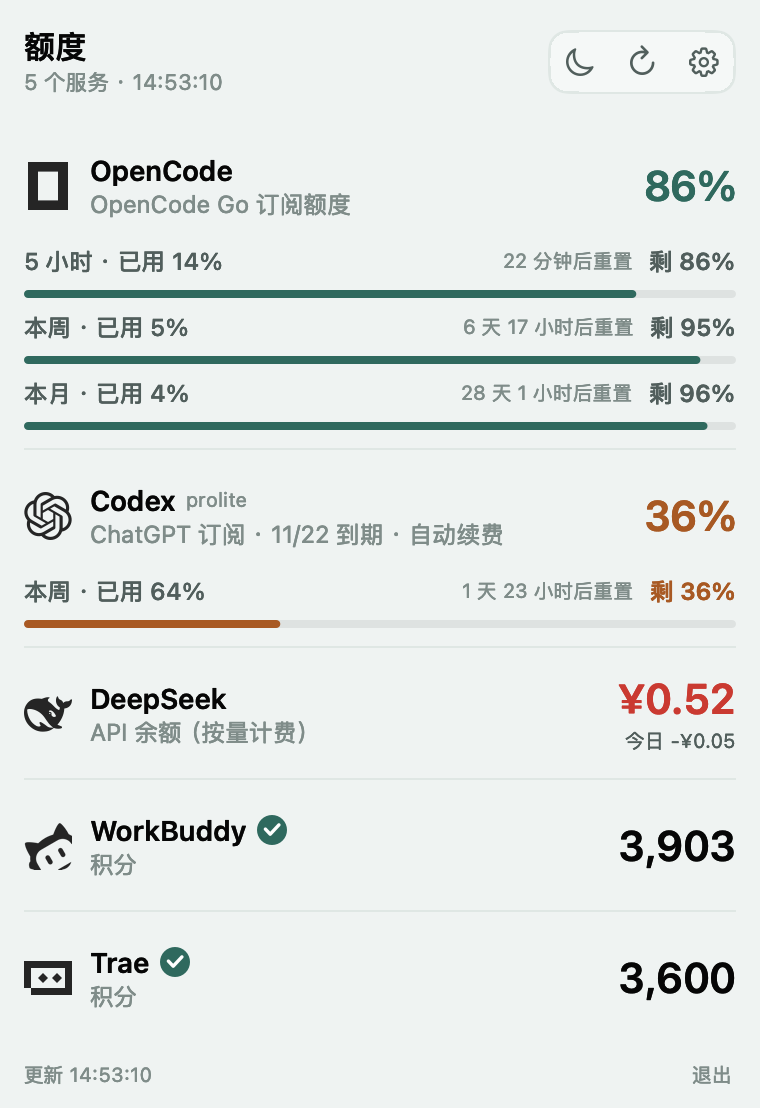 额度
5 个服务 · 14:53:10
OpenCode
OpenCode Go 订阅额度
86%
5 小时 · 已用 14% 22 分钟后重置 剩 86%
本周 · 已用 5% 6 天 17 小时后重置 剩 95%
本月 · 已用 4% 28 天 1 小时后重置 剩 96%
Codex prolite
ChatGPT 订阅 · 11/22 到期 · 自动续费
36%
本周 · 已用 64% 1 天 23 小时后重置 剩 36%
DeepSeek
API 余额（按量计费）
¥0.52
今日 -¥0.05
WorkBuddy
积分
3,903
Trae
积分
3,600
更新 14:53:10 退出